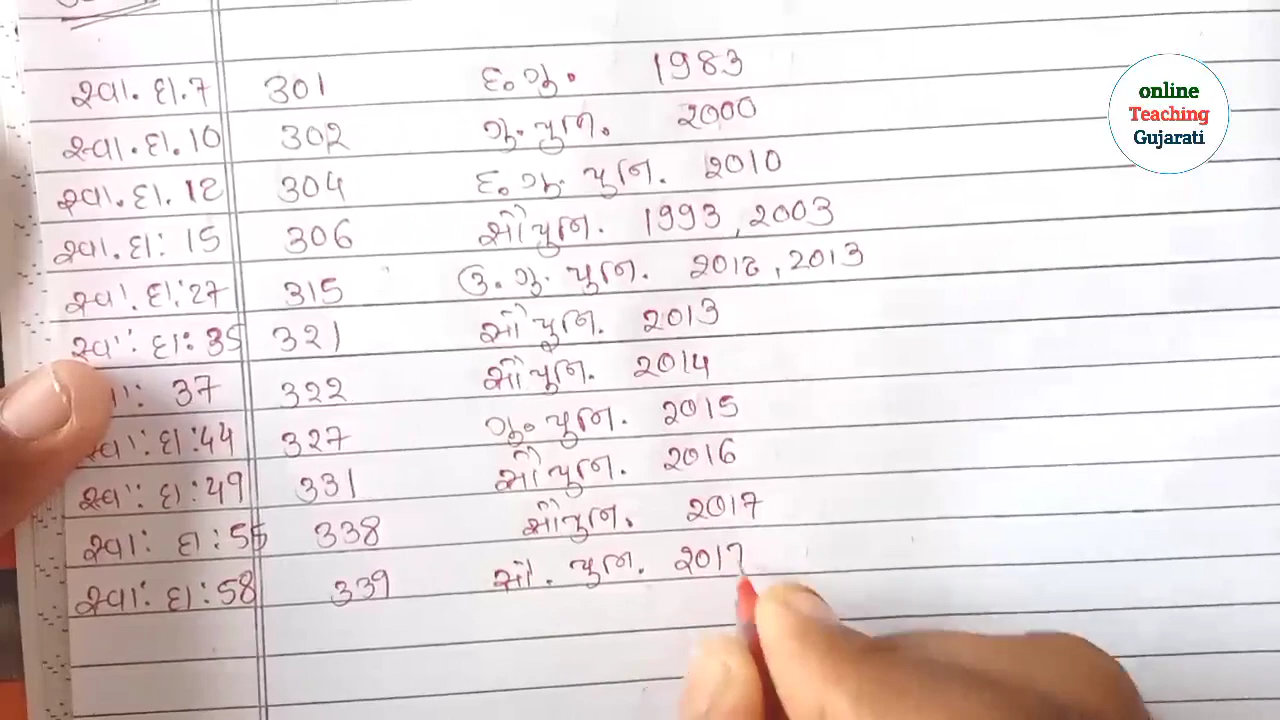 સ્વા. દા.7 301 દ. ગુ. 1983
સ્વા. દા. 10 302 ગુ. યુનિ. 2000
સ્વા. દા. 12 304 દ. ગુ. યુનિ. 2010
સ્વા. દા: 15 306 સૌ યુનિ. 1993, 2003
સ્વા. દા: 27 315 ઉ. ગુ. યુનિ. 2012, 2013
સ્વા: દા: 35 321 સૌ યુનિ. 2013
37 322 સૌ યુનિ. 2014
સ્વા: દા: 44 327 ગુ. યુનિ. 2015
સ્વા: દા: 49 331 સૌ યુનિ. 2016
સ્વા: દા: 338 સૌ યુનિ. 2017
સ્વા: દા: 58 339 સૌ. યુનિ. 2017
online
Teaching
Gujarati